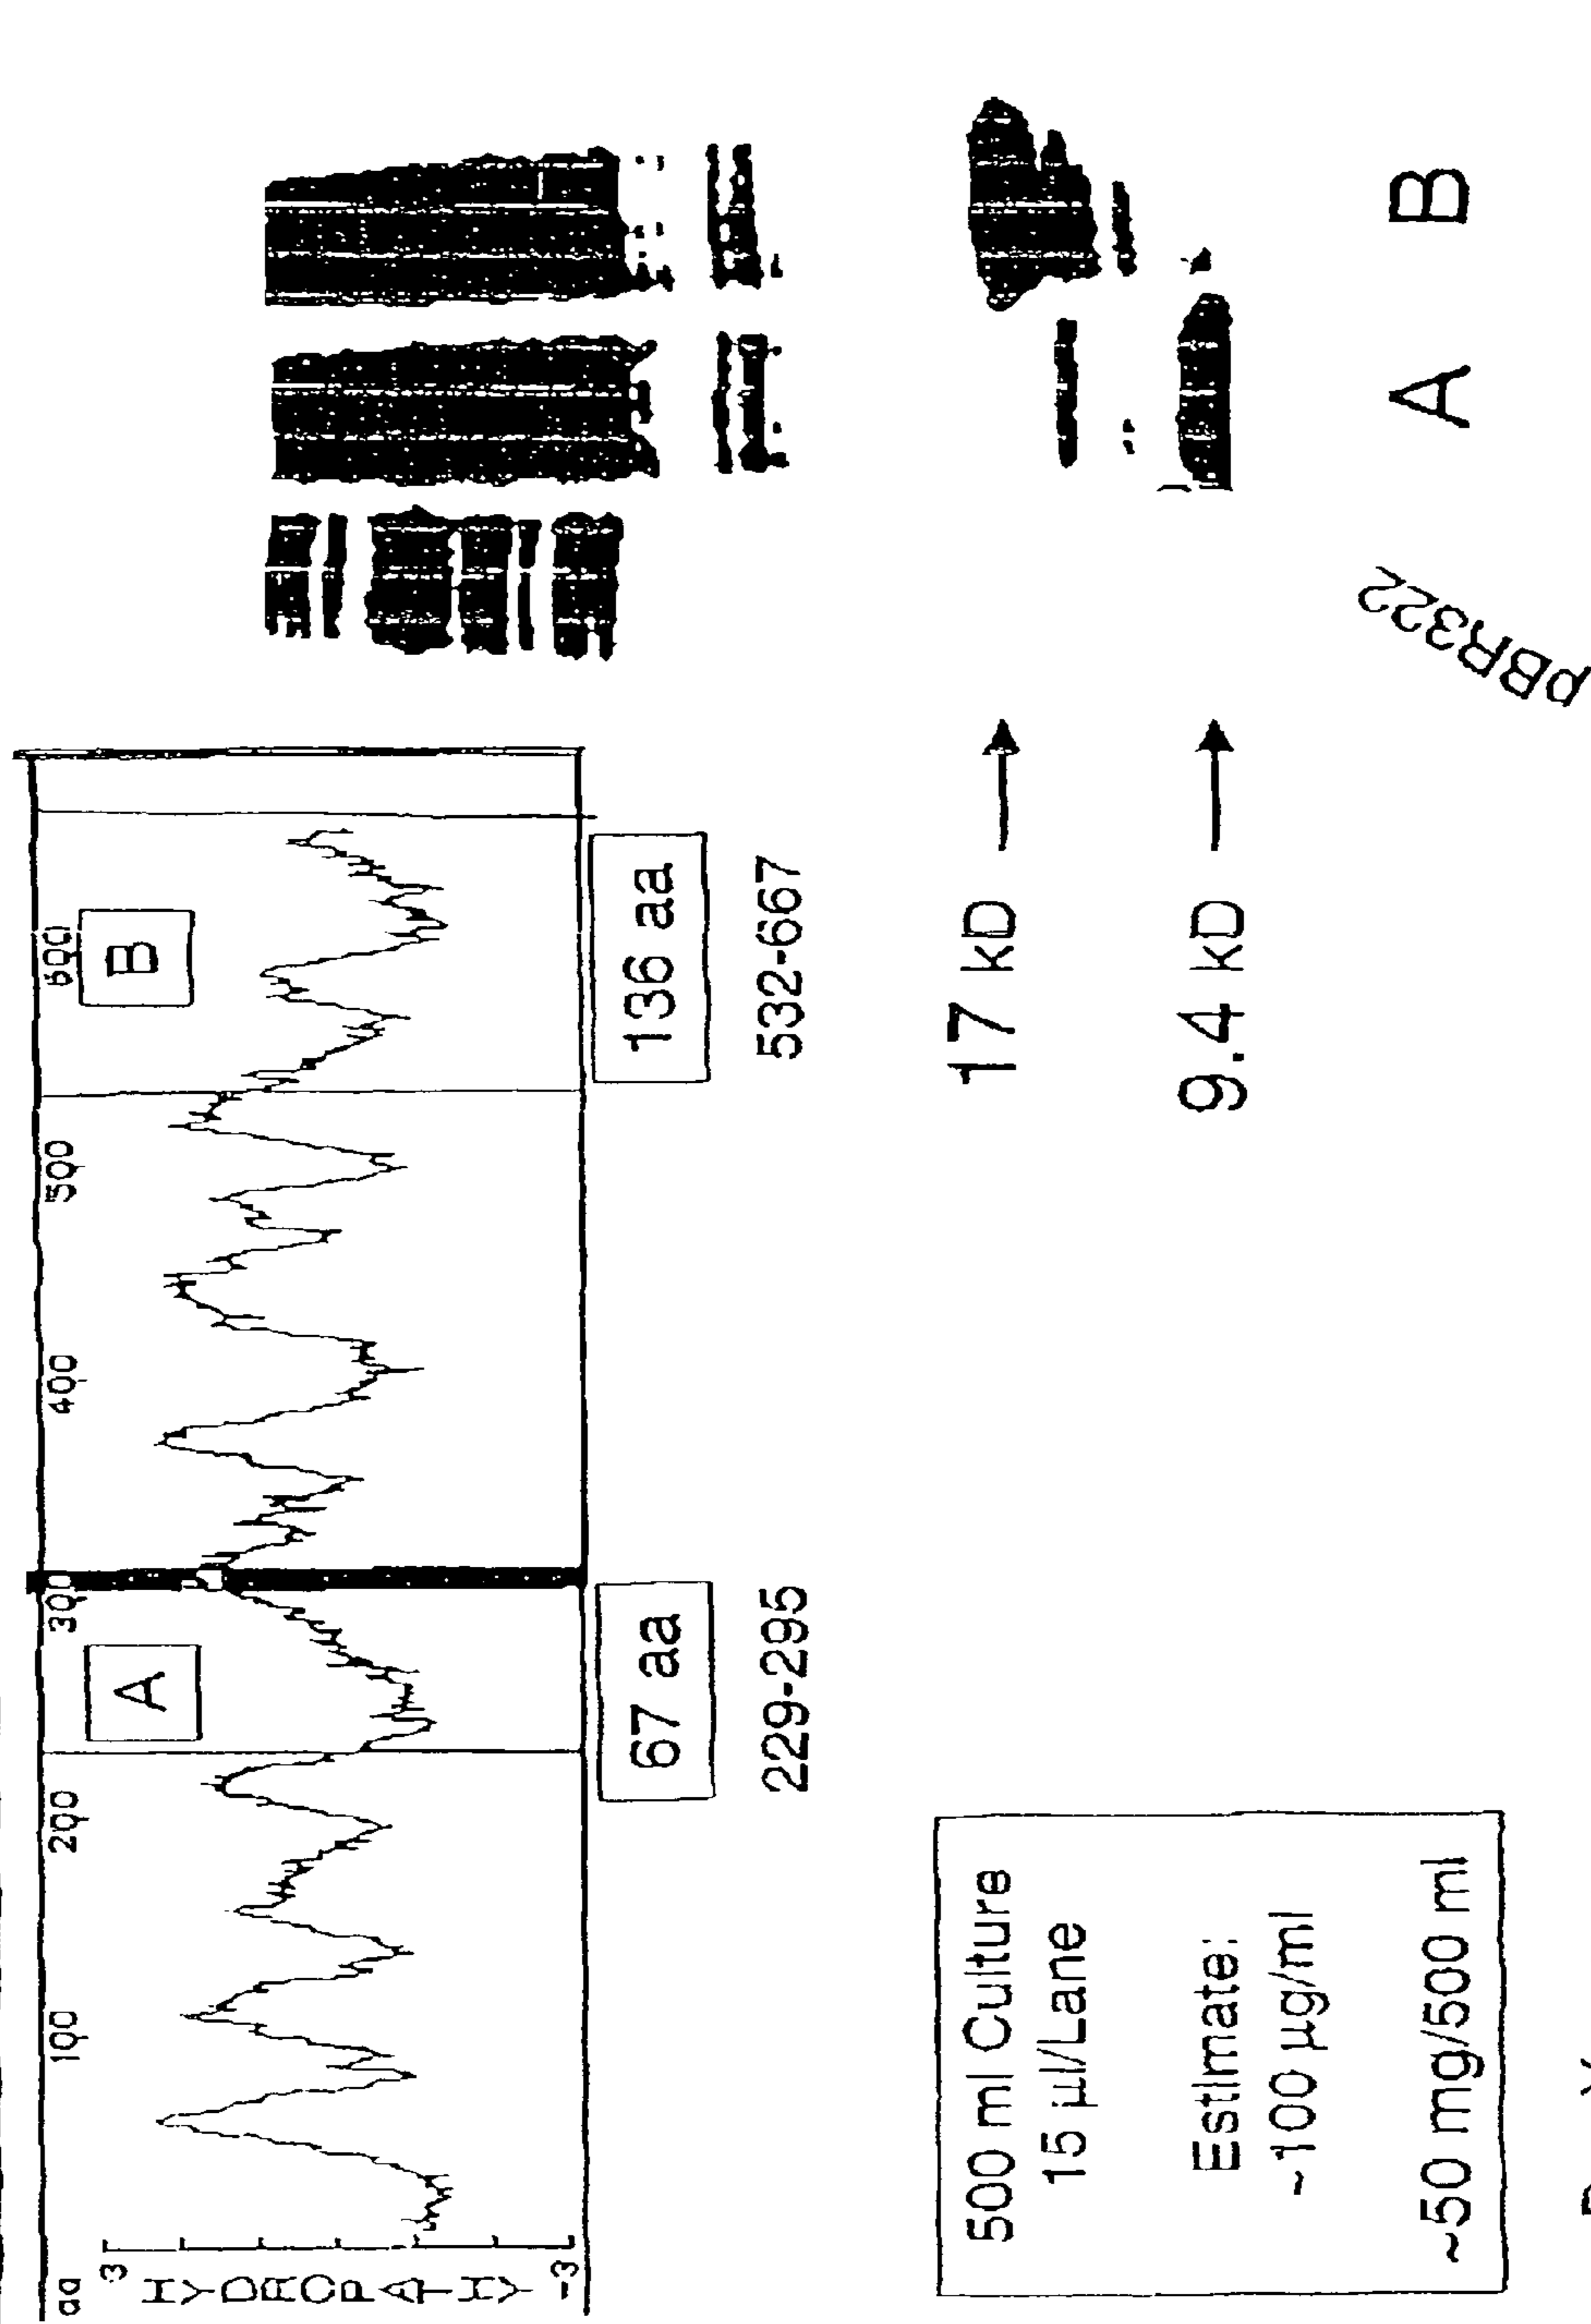 aa
100
200
300
400
500
600
3
HYDROPATHY
-3
A
B
67 aa
136 aa
229-295
532-667
500 ml Culture
15 µl/Lane
Estimate:
~100 µg/ml
~50 mg/500 ml
17 kD
9.4 kD
pBR322
A
B